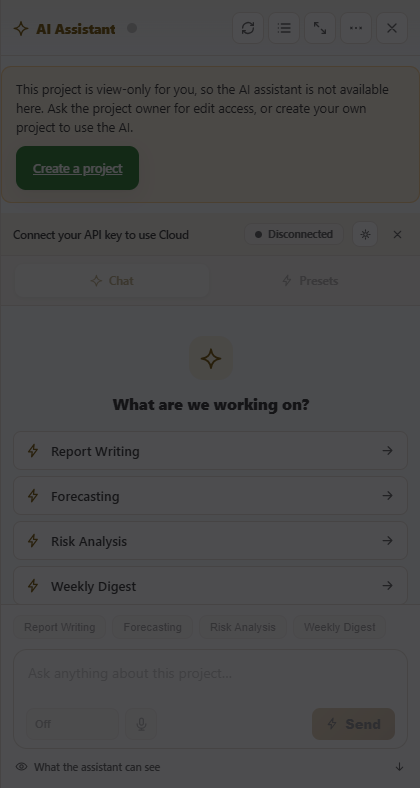 AI Assistant
This project is view-only for you, so the AI assistant is not available
here. Ask the project owner for edit access, or create your own
project to use the AI.
Create a project
Connect your API key to use Cloud
Disconnected
Chat
Presets
What are we working on?
Report Writing
Forecasting
Risk Analysis
Weekly Digest
Report Writing Forecasting Risk Analysis Weekly Digest
Ask anything about this project...
Off
Send
What the assistant can see